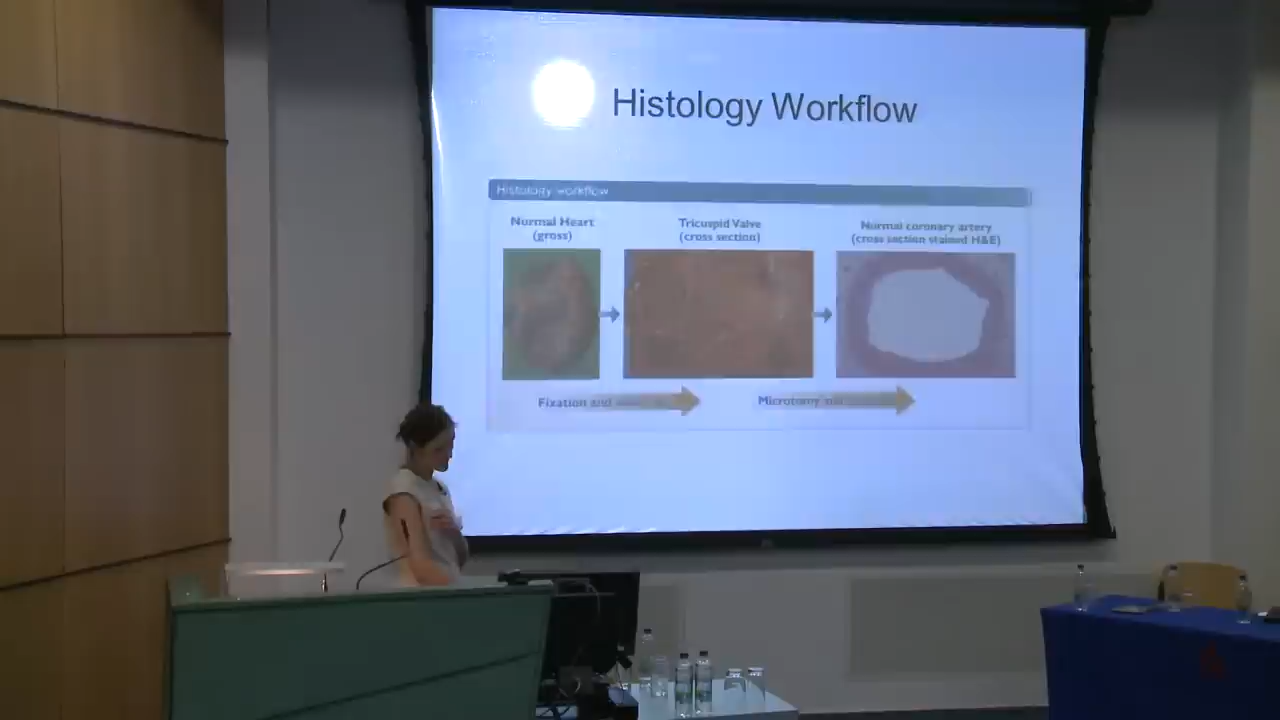 Histology Workflow
Histology workflow
Normal Heart
(gross)
Tricuspid Valve
(cross section)
Normal coronary artery
(cross section stained H&E)
Fixation and
Microtomy